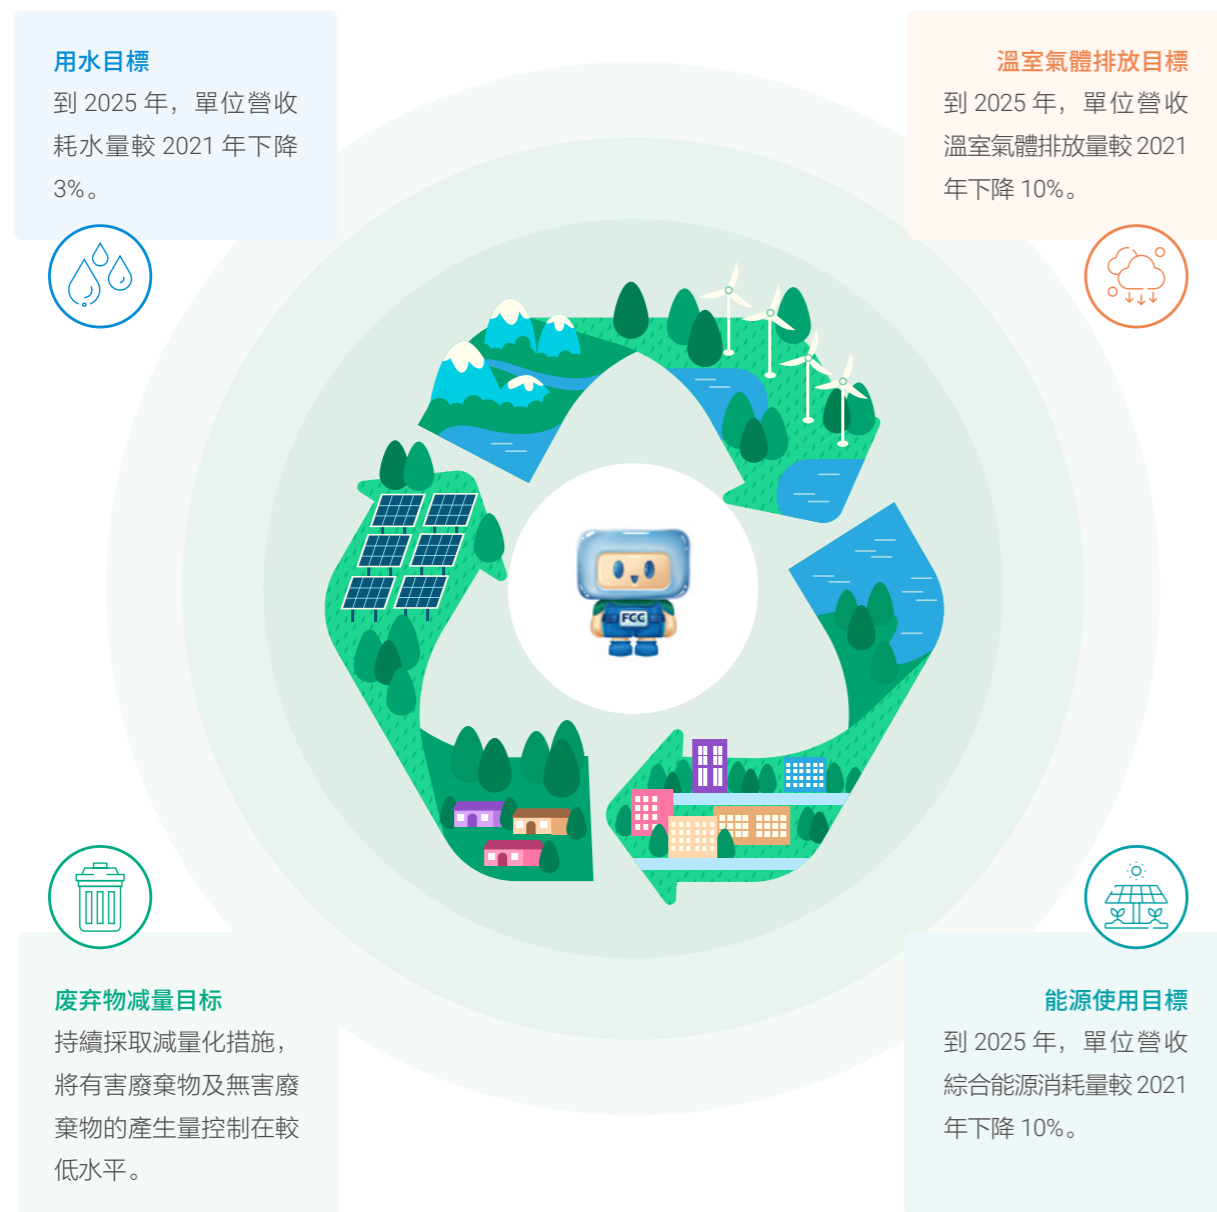 用水目標
到 2025 年，單位營收
耗水量較 2021 年下降
3%。
溫室氣體排放目標
到 2025 年，單位營收
溫室氣體排放量較 2021
年下降 10%。
FCC
废弃物减量目标
持續採取減量化措施，
將有害廢棄物及無害廢
棄物的產生量控制在較
低水平。
能源使用目標
到 2025 年，單位營收
綜合能源消耗量較 2021
年下降 10%。